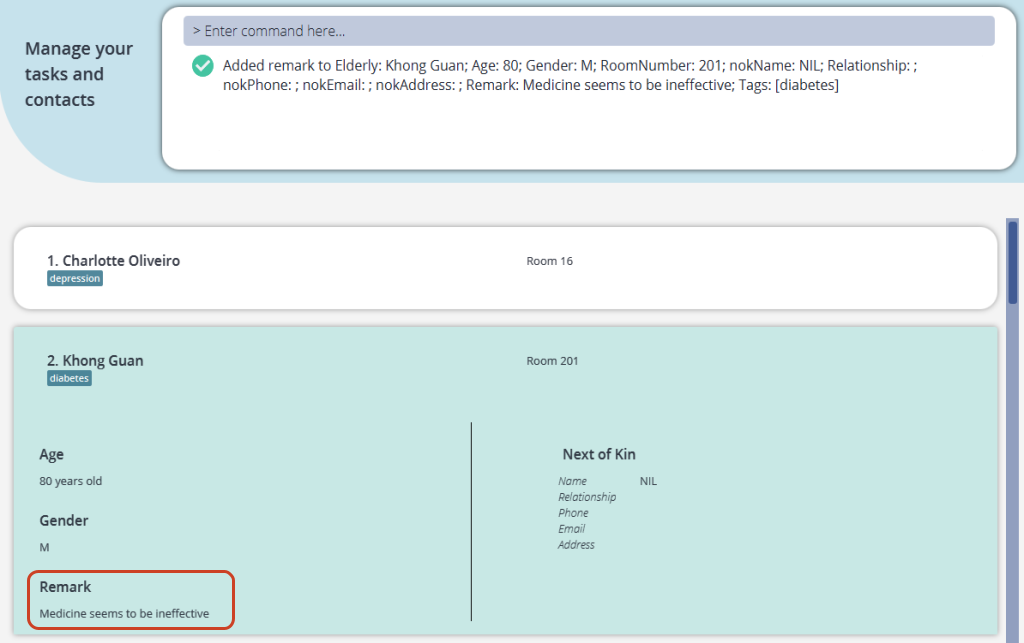 Manage your
tasks and
contacts
> Enter command here...
Added remark to Elderly: Khong Guan; Age: 80; Gender: M; RoomNumber: 201; nokName: NIL; Relationship: ;
nokPhone: ; nokEmail: ; nokAddress: ; Remark: Medicine seems to be ineffective; Tags: [diabetes]
1. Charlotte Oliveiro
Room 16
depression
2. Khong Guan
Room 201
diabetes
Age
80 years old
Gender
M
Remark
Medicine seems to be ineffective
Next of Kin
Name NIL
Relationship
Phone
Email
Address